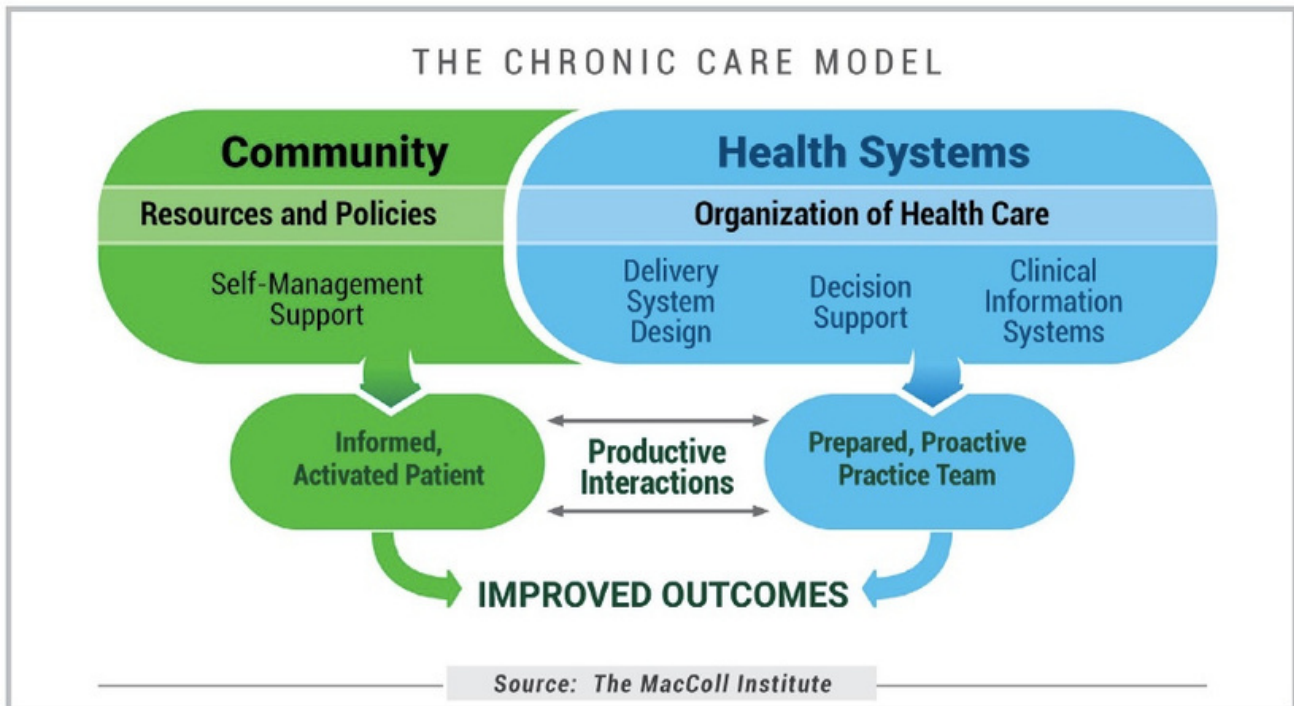 THE CHRONIC CARE MODEL
Community
Resources and Policies
Self-Management
Support
Health Systems
Organization of Health Care
Delivery
System
Design
Decision
Support
Clinical
Information
Systems
Informed,
Activated Patient
Productive
Interactions
Prepared, Proactive
Practice Team
IMPROVED OUTCOMES
Source: The MacColl Institute